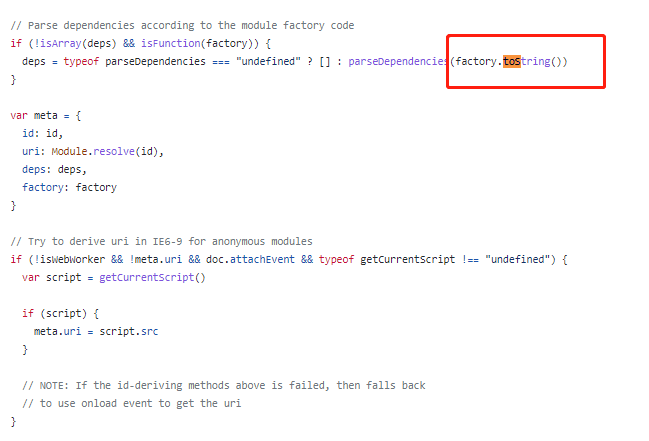 // Parse dependencies according to the module factory code
if (!isArray(deps) && isFunction(factory)) {
deps = typeof parseDependencies === "undefined" ? [] : parseDependencies(factory.toString())
}
var meta = {
id: id,
uri: Module.resolve(id),
deps: deps,
factory: factory
}
// Try to derive uri in IE6-9 for anonymous modules
if (!isWebWorker && !meta.uri && doc.attachEvent && typeof getCurrentScript !== "undefined") {
var script = getCurrentScript()
if (script) {
meta.uri = script.src
}
// NOTE: If the id-deriving methods above is failed, then falls back
// to use onload event to get the uri
}